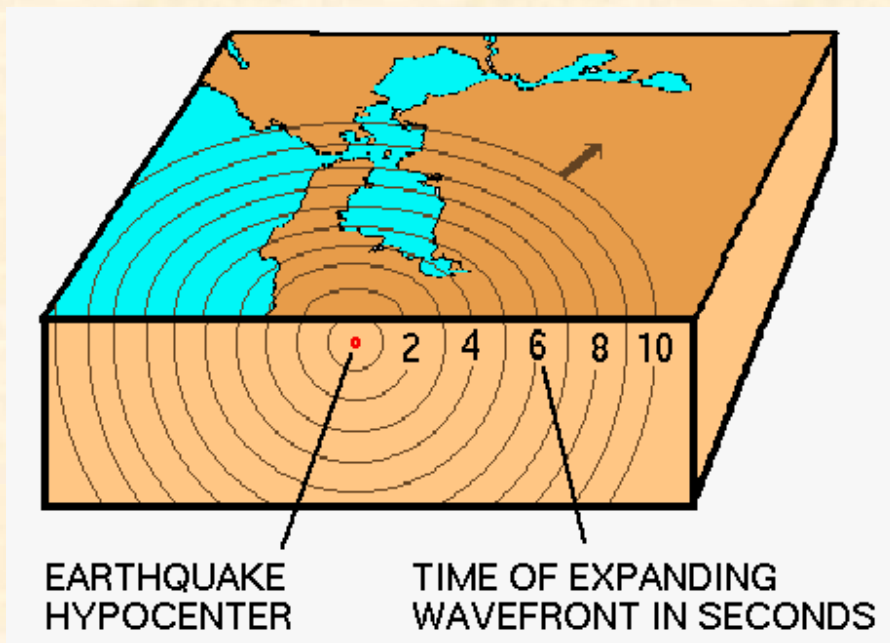 2 4 6 8 10
EARTHQUAKE
HYPOCENTER
TIME OF EXPANDING
WAVEFRONT IN SECONDS